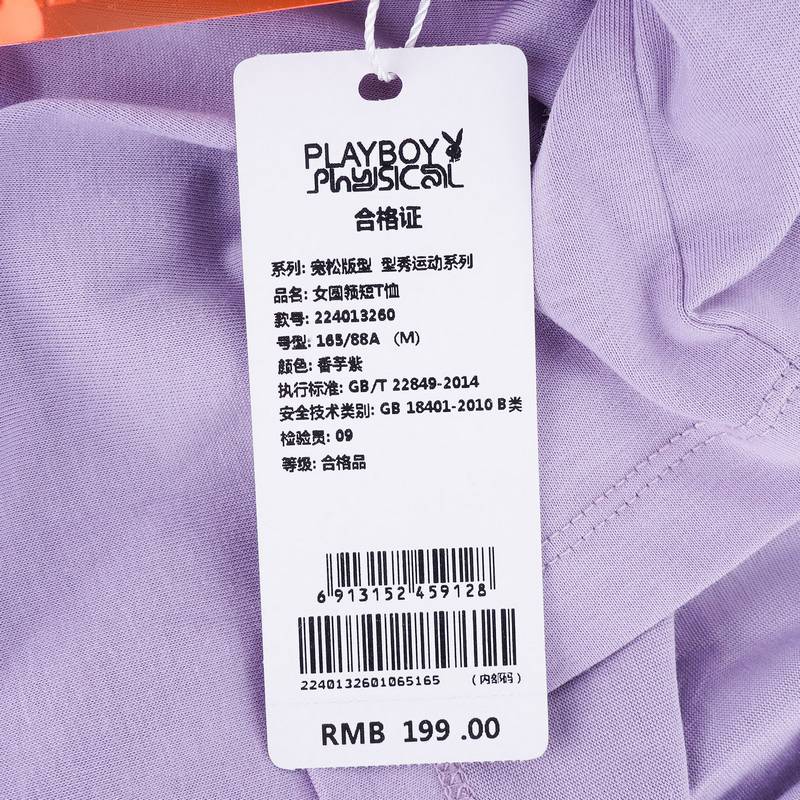 PLAYBOY
PhySICAL
合格证
系列: 宽松版型 型秀运动系列
品名: 女圆领短T恤
款号: 224013260
号型: 165/88A （M）
颜色: 香芋紫
执行标准: GB/T 22849-2014
安全技术类别: GB 18401-2010 B类
检验员: 09
等级: 合格品
6 913152 459128
2240132601065165 （内部码）
RMB 199 .00